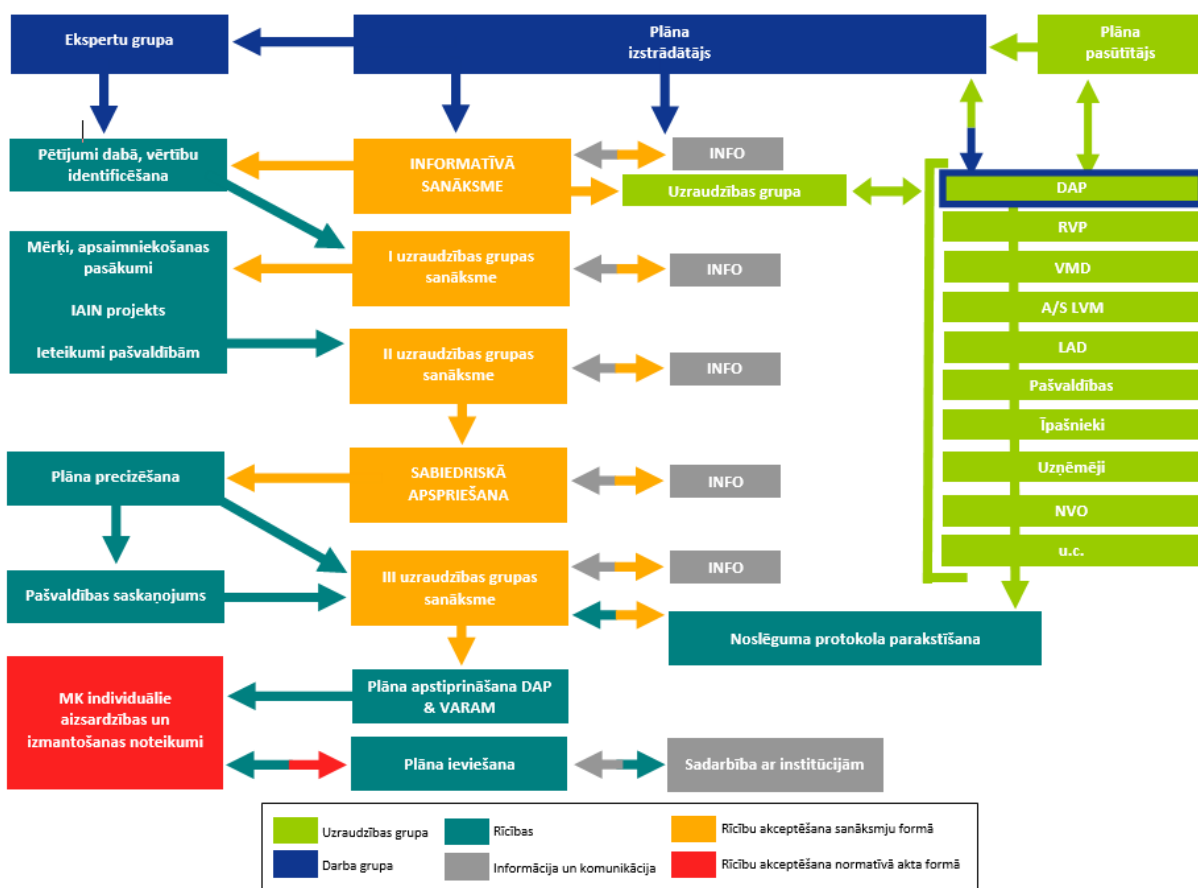 Ekspertu grupa
Plāna
izstrādātājs
Plāna
pasūtītājs
Pētījumi dabā, vērtību
identificēšana
INFORMATĪVĀ
SANĀKSME
INFO
Uzraudzības grupa
DAP
RVP
VMD
A/S LVM
LAD
Pašvaldības
Īpašnieki
Uzņēmēji
NVO
u.c.
Mērķi, apsaimniekošanas
pasākumi
IAIN projekts
Ieteikumi pašvaldībām
I uzraudzības grupas
sanāksme
INFO
II uzraudzības grupas
sanāksme
INFO
Plāna precizēšana
SABIEDRISKĀ
APSPRIEŠANA
INFO
Pašvaldības saskaņojums
III uzraudzības grupas
sanāksme
INFO
Noslēguma protokola parakstīšana
MK individuālie
aizsardzības un
izmantošanas noteikumi
Plāna apstiprināšana DAP
& VARAM
Plāna ieviešana
Sadarbība ar institūcijām
Uzraudzības grupa
Rīcības
Rīcību akceptēšana sanāksmju formā
Darba grupa
Informācija un komunikācija
Rīcību akceptēšana normatīvā akta formā